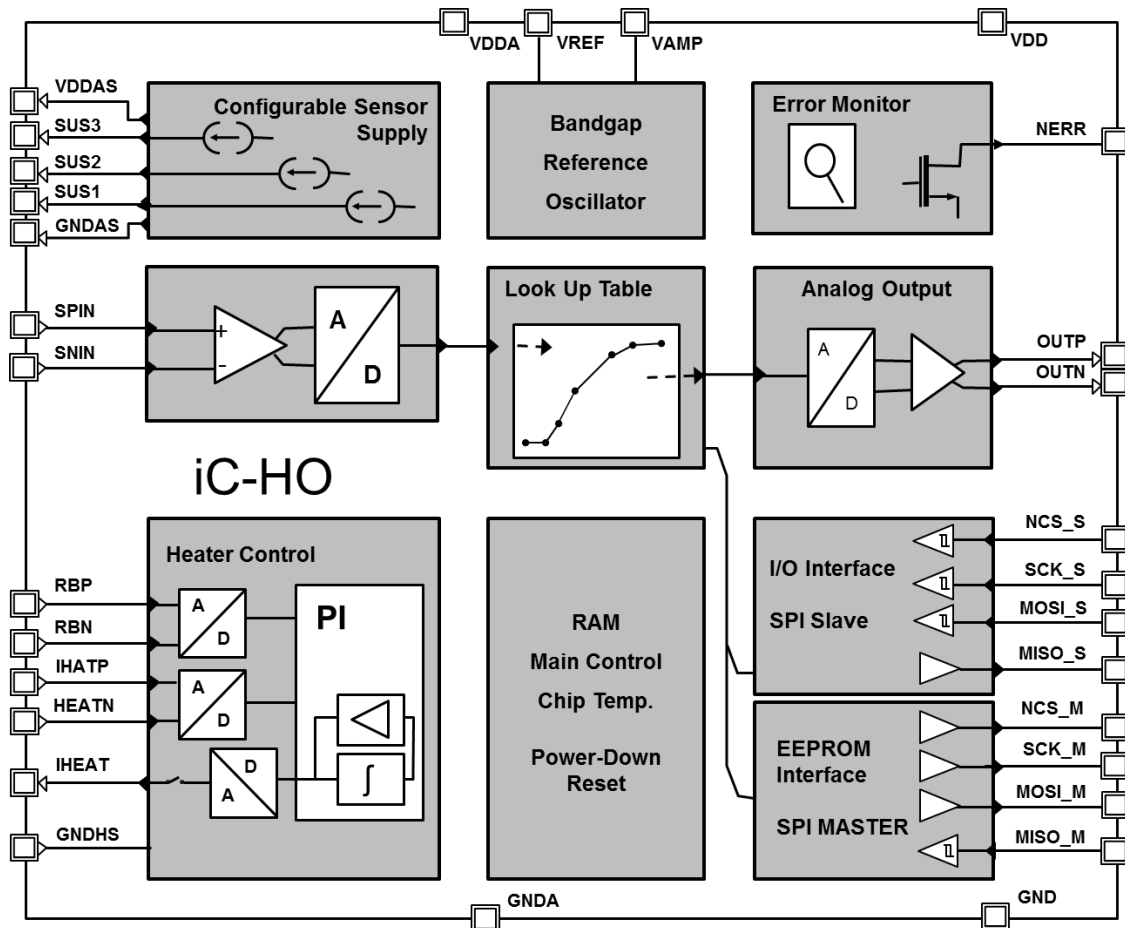 VDDA
VREF
VAMP
VDD
VDDAS
SUS3
SUS2
SUS1
GNDAS
Configurable Sensor
Supply
Bandgap
Reference
Oscillator
Error Monitor
NERR
SPIN
SNIN
+
-
A
D
Look Up Table
Analog Output
A
D
OUTP
OUTN
iC-HO
Heater Control
RBP
RBN
IHATP
HEATN
IHEAT
GNDHS
A
D
A
D
D
A
PI
∫
RAM
Main Control
Chip Temp.
Power-Down
Reset
I/O Interface
SPI Slave
NCS_S
SCK_S
MOSI_S
MISO_S
EEPROM
Interface
SPI MASTER
NCS_M
SCK_M
MOSI_M
MISO_M
GNDA
GND